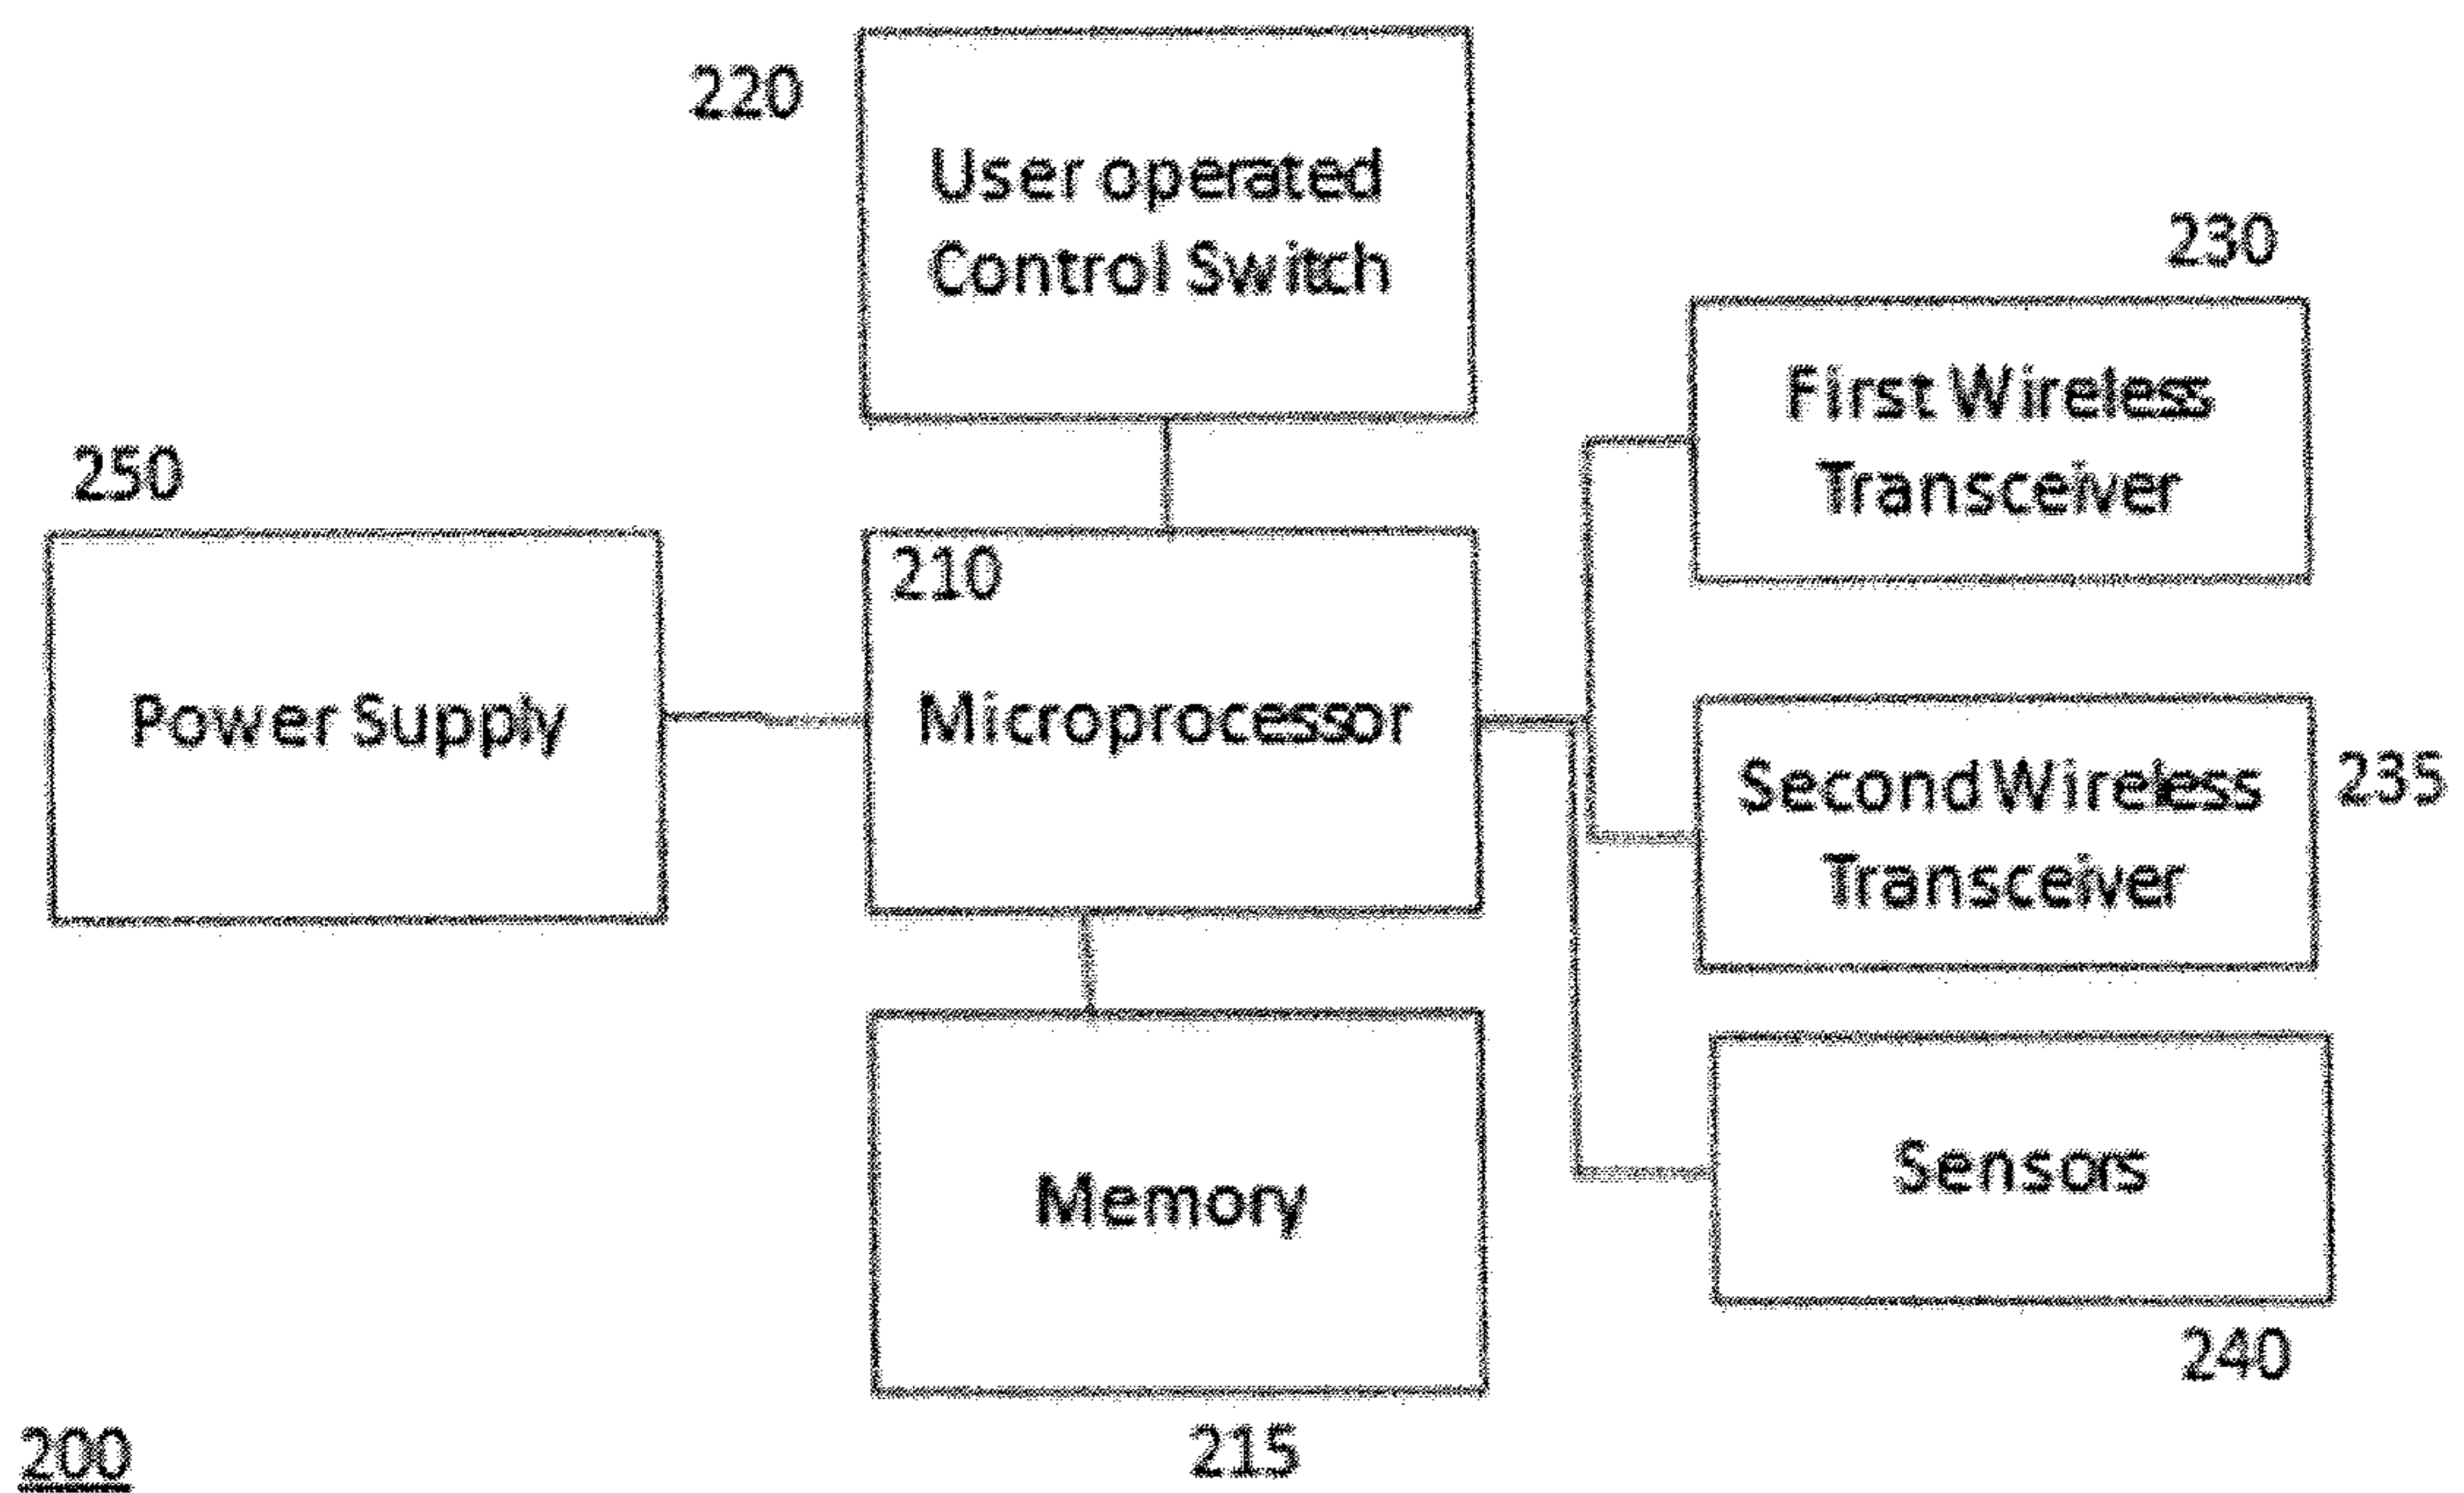 220
User operated
Control Switch
230
First Wireless
Transceiver
250
Power Supply
210
Microprocessor
Second Wireless
Transceiver
235
Memory
Sensors
240
215
200